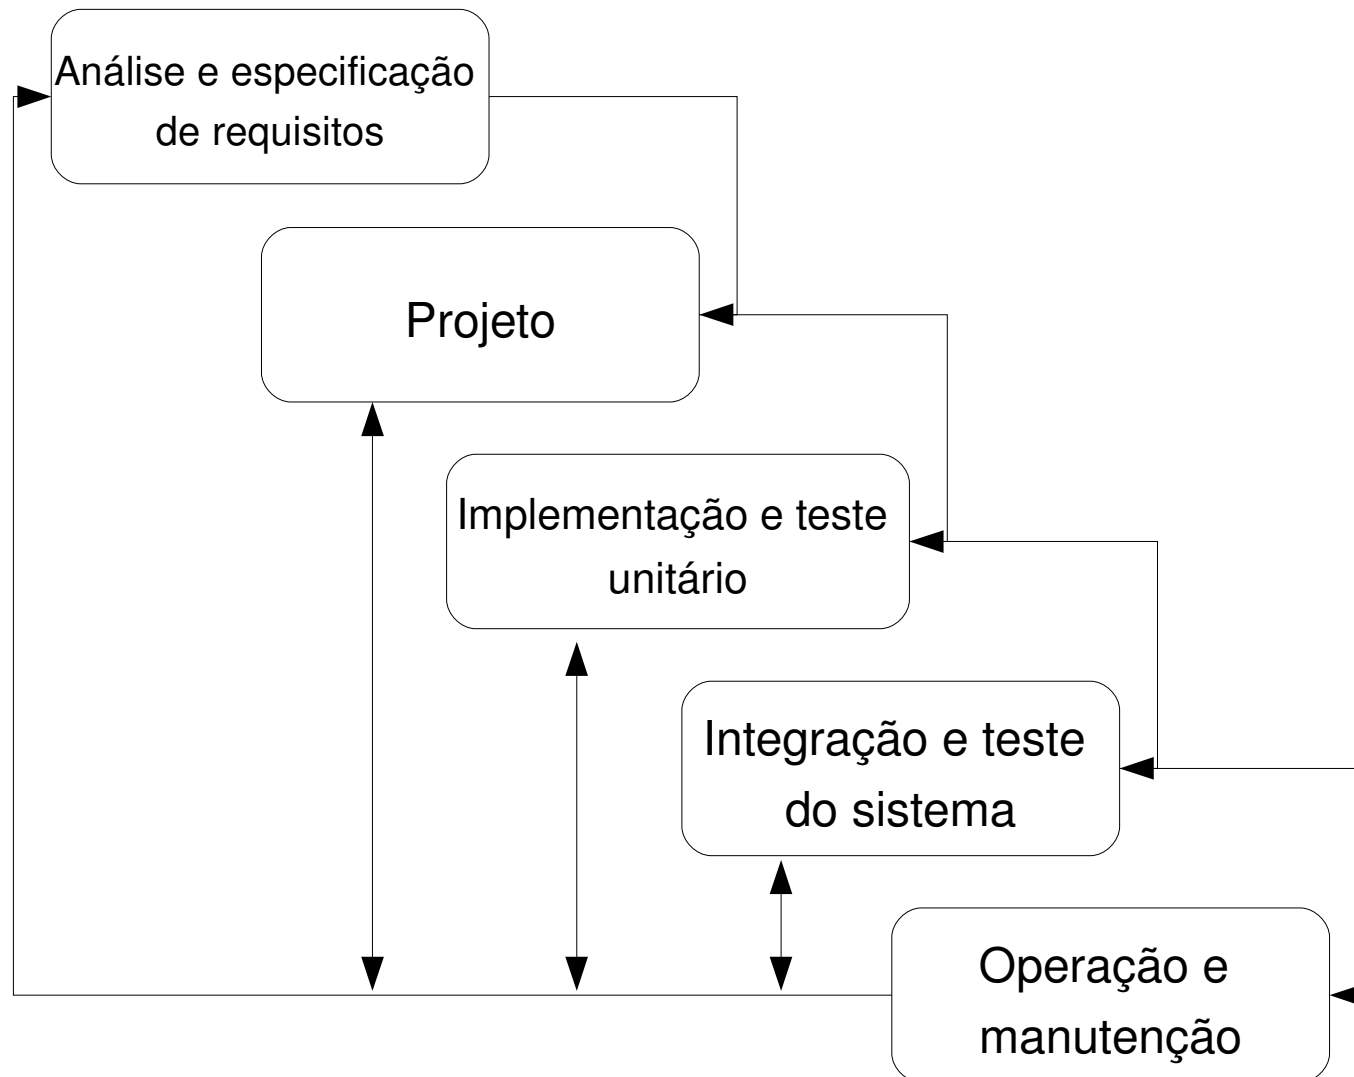 Análise e especificação
de requisitos
Projeto
Implementação e teste
unitário
Integração e teste
do sistema
Operação e
manutenção